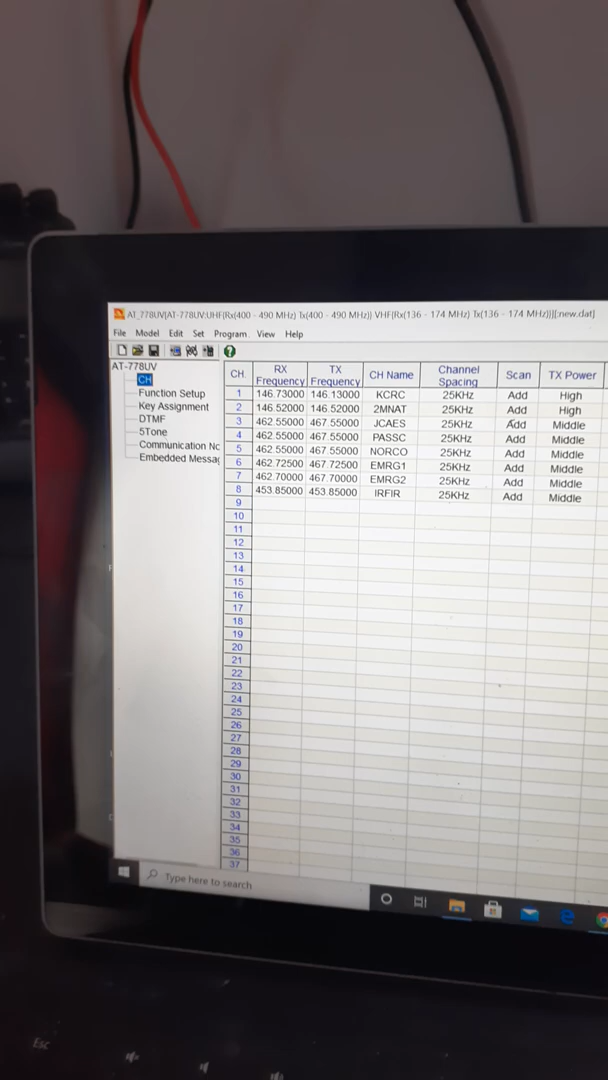 AT_778UV[AT-778UV:UHF{Rx(400 - 490 MHz) Tx(400 - 490 MHz)} VHF{Rx(136 - 174 MHz) Tx(136 - 174 MHz)}][:new.dat]
File Model Edit Set Program View Help
AT-778UV
CH
Function Setup
Key Assignment
DTMF
5Tone
Communication Nc
Embedded Messag
CH. RX Frequency TX Frequency CH Name Channel Spacing Scan TX Power
1 146.73000 146.13000 KCRC 25KHz Add High
2 146.52000 146.52000 2MNAT 25KHz Add High
3 462.55000 467.55000 JCAES 25KHz Add Middle
4 462.55000 467.55000 PASSC 25KHz Add Middle
5 462.55000 467.55000 NORCO 25KHz Add Middle
6 462.72500 467.72500 EMRG1 25KHz Add Middle
7 462.70000 467.70000 EMRG2 25KHz Add Middle
8 453.85000 453.85000 IRFIR 25KHz Add Middle
9
10
11
12
13
14
15
16
17
18
19
20
21
22
23
24
25
26
27
28
29
30
31
32
33
34
35
36
37
Type here to search
Esc